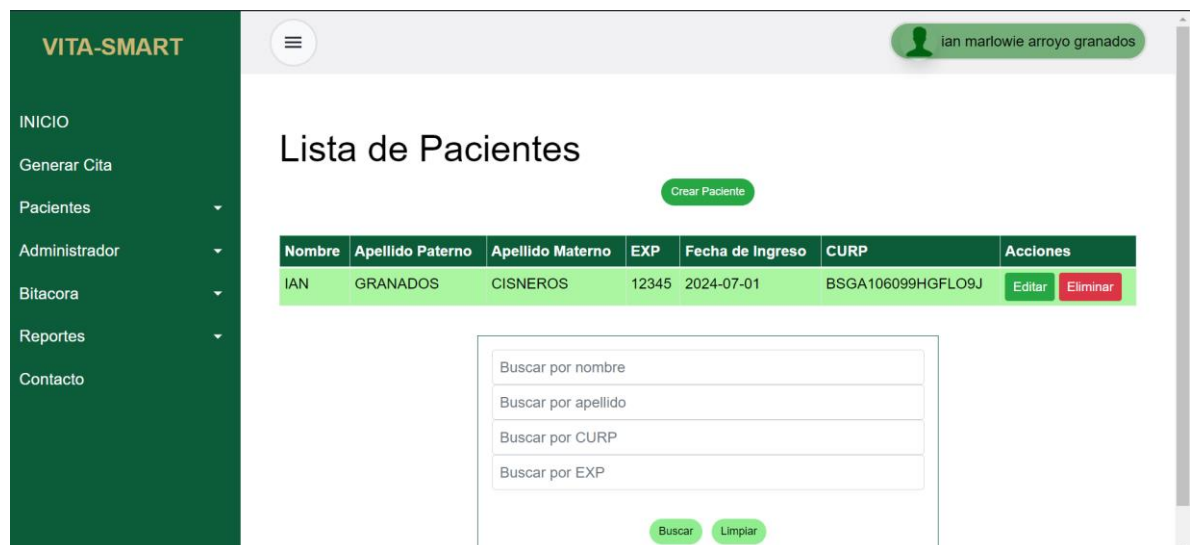 VITA-SMART
ian marlowie arroyo granados
INICIO
Generar Cita
Pacientes
Administrador
Bitacora
Reportes
Contacto
Lista de Pacientes
Crear Paciente
Nombre Apellido Paterno Apellido Materno EXP Fecha de Ingreso CURP Acciones
IAN GRANADOS CISNEROS 12345 2024-07-01 BSGA106099HGFLO9J Editar Eliminar
Buscar por nombre
Buscar por apellido
Buscar por CURP
Buscar por EXP
Buscar Limpiar